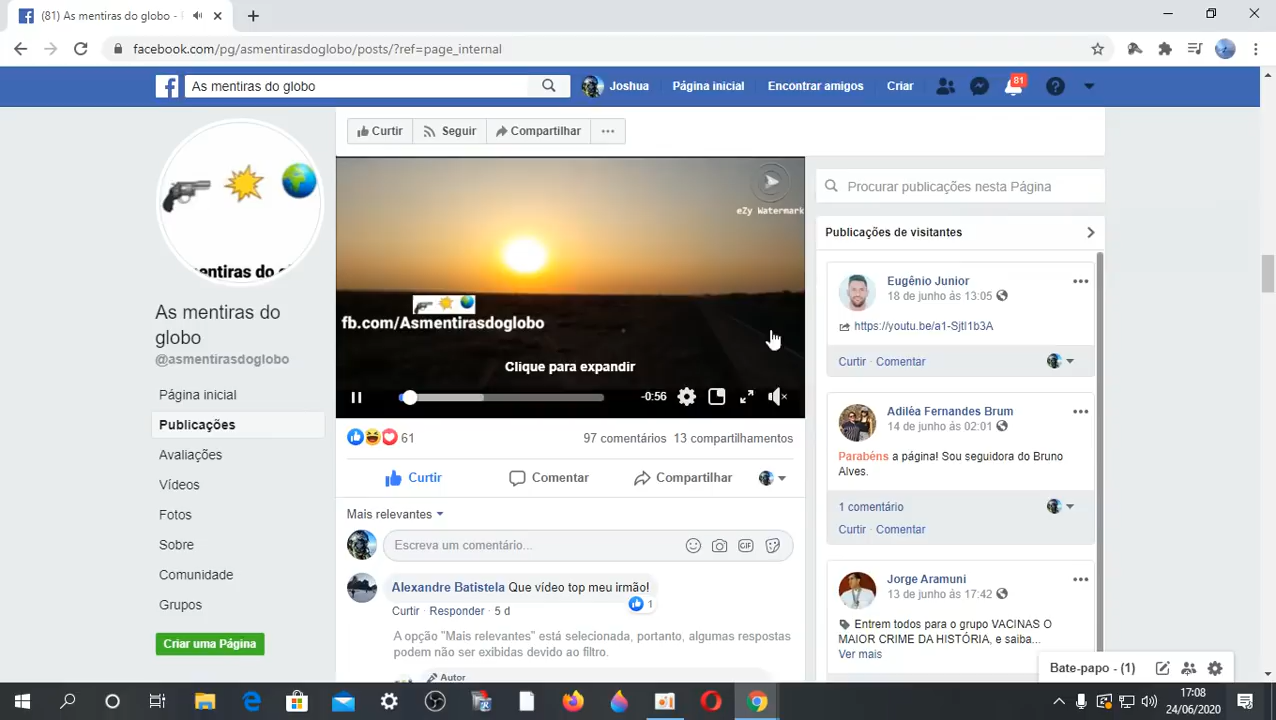 (81) As mentiras do globo -
facebook.com/pg/asmentirasdoglobo/posts/?ref=page_internal
As mentiras do globo
Joshua
Página inicial
Encontrar amigos
Criar
81
Curtir
Seguir
Compartilhar
eZy Watermark
fb.com/Asmentirasdoglobo
Clique para expandir
-0:56
61
97 comentários 13 compartilhamentos
Curtir
Comentar
Compartilhar
Mais relevantes
Escreva um comentário...
GIF
Alexandre Batistela Que vídeo top meu irmão!
1
Curtir · Responder · 5 d
A opção "Mais relevantes" está selecionada, portanto, algumas respostas
podem não ser exibidas devido ao filtro.
Autor
As mentiras do
globo
@asmentirasdoglobo
Página inicial
Publicações
Avaliações
Vídeos
Fotos
Sobre
Comunidade
Grupos
Criar uma Página
Procurar publicações nesta Página
Publicações de visitantes
Eugênio Junior
18 de junho às 13:05
https://youtu.be/a1-SjtI1b3A
Curtir · Comentar
Adiléa Fernandes Brum
14 de junho às 02:01
Parabéns a página! Sou seguidora do Bruno
Alves.
1 comentário
Curtir · Comentar
Jorge Aramuni
13 de junho às 17:42
Entrem todos para o grupo VACINAS O
MAIOR CRIME DA HISTÓRIA, e saiba...
Ver mais
Bate-papo - (1)
17:08
24/06/2020